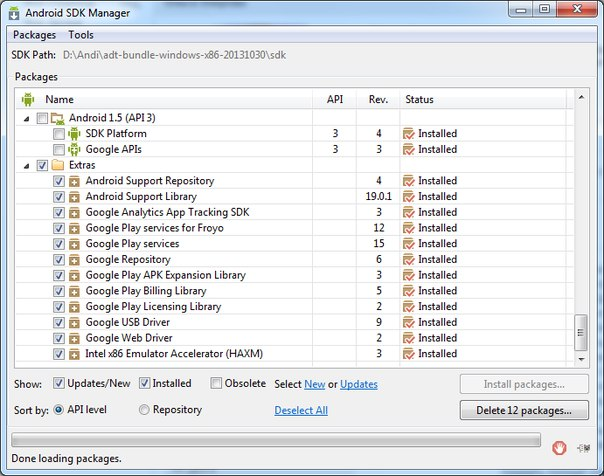 Android SDK Manager
Packages Tools
SDK Path: D:\Andi\adt-bundle-windows-x86-20131030\sdk
Packages
Name API Rev. Status
Android 1.5 (API 3)
SDK Platform 3 4 Installed
Google APIs 3 3 Installed
Extras
Android Support Repository 4 Installed
Android Support Library 19.0.1 Installed
Google Analytics App Tracking SDK 3 Installed
Google Play services for Froyo 12 Installed
Google Play services 15 Installed
Google Repository 6 Installed
Google Play APK Expansion Library 3 Installed
Google Play Billing Library 5 Installed
Google Play Licensing Library 2 Installed
Google USB Driver 9 Installed
Google Web Driver 2 Installed
Intel x86 Emulator Accelerator (HAXM) 3 Installed
Show: Updates/New Installed Obsolete Select New or Updates Install packages...
Sort by: API level Repository Deselect All Delete 12 packages...
Done loading packages.